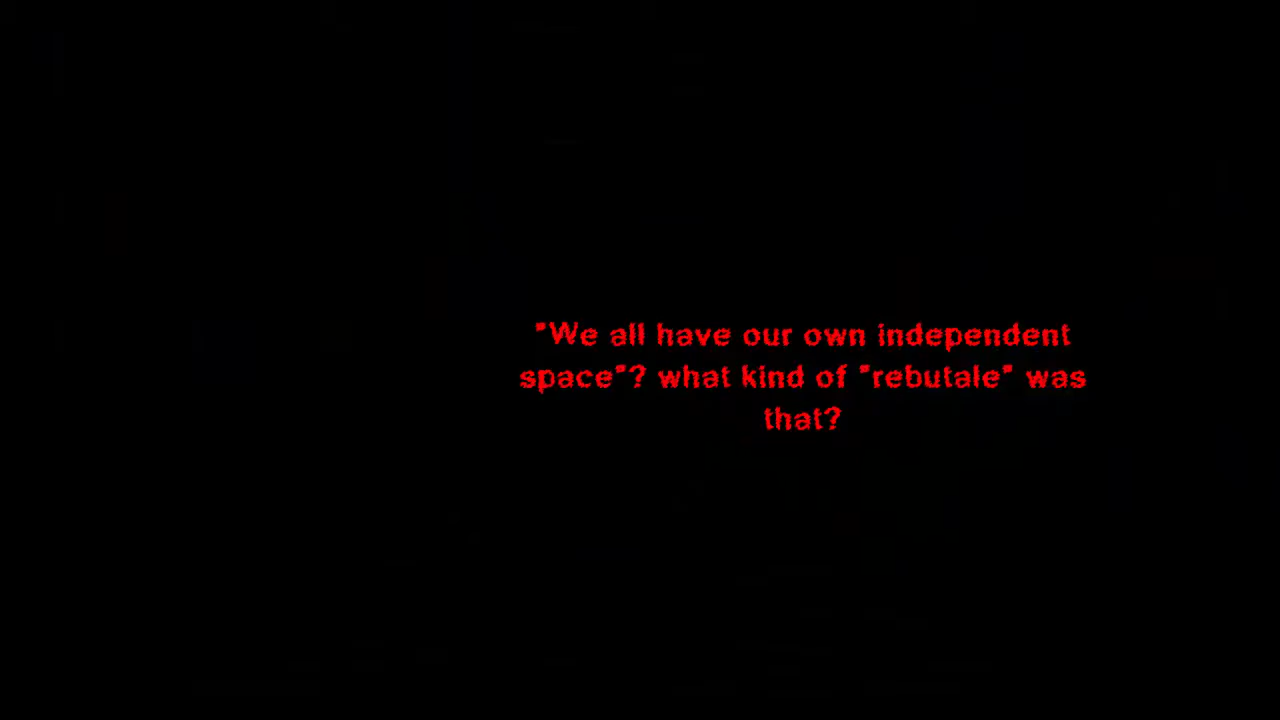 "We all have our own independent
space"? what kind of "rebutale" was
that?